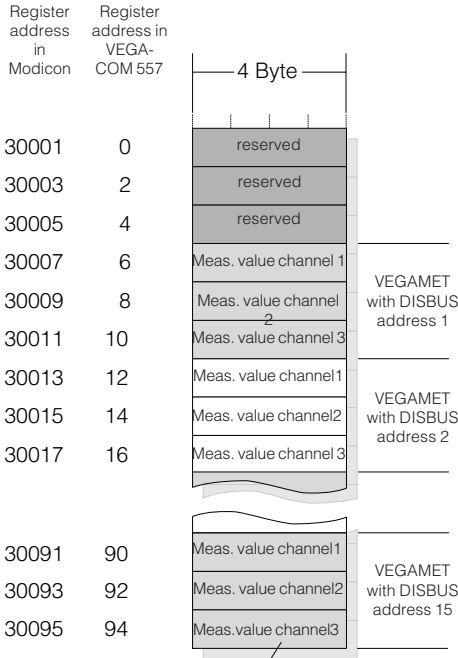 Register address in Modicon
Register address in VEGA-COM 557
4 Byte
30001 0 reserved
30003 2 reserved
30005 4 reserved
30007 6 Meas. value channel 1
30009 8 Meas. value channel 2
30011 10 Meas. value channel 3
VEGAMET with DISBUS address 1
30013 12 Meas. value channel1
30015 14 Meas. value channel2
30017 16 Meas. value channel 3
VEGAMET with DISBUS address 2
30091 90 Meas. value channel1
30093 92 Meas. value channel2
30095 94 Meas.value channel3
VEGAMET with DISBUS address 15